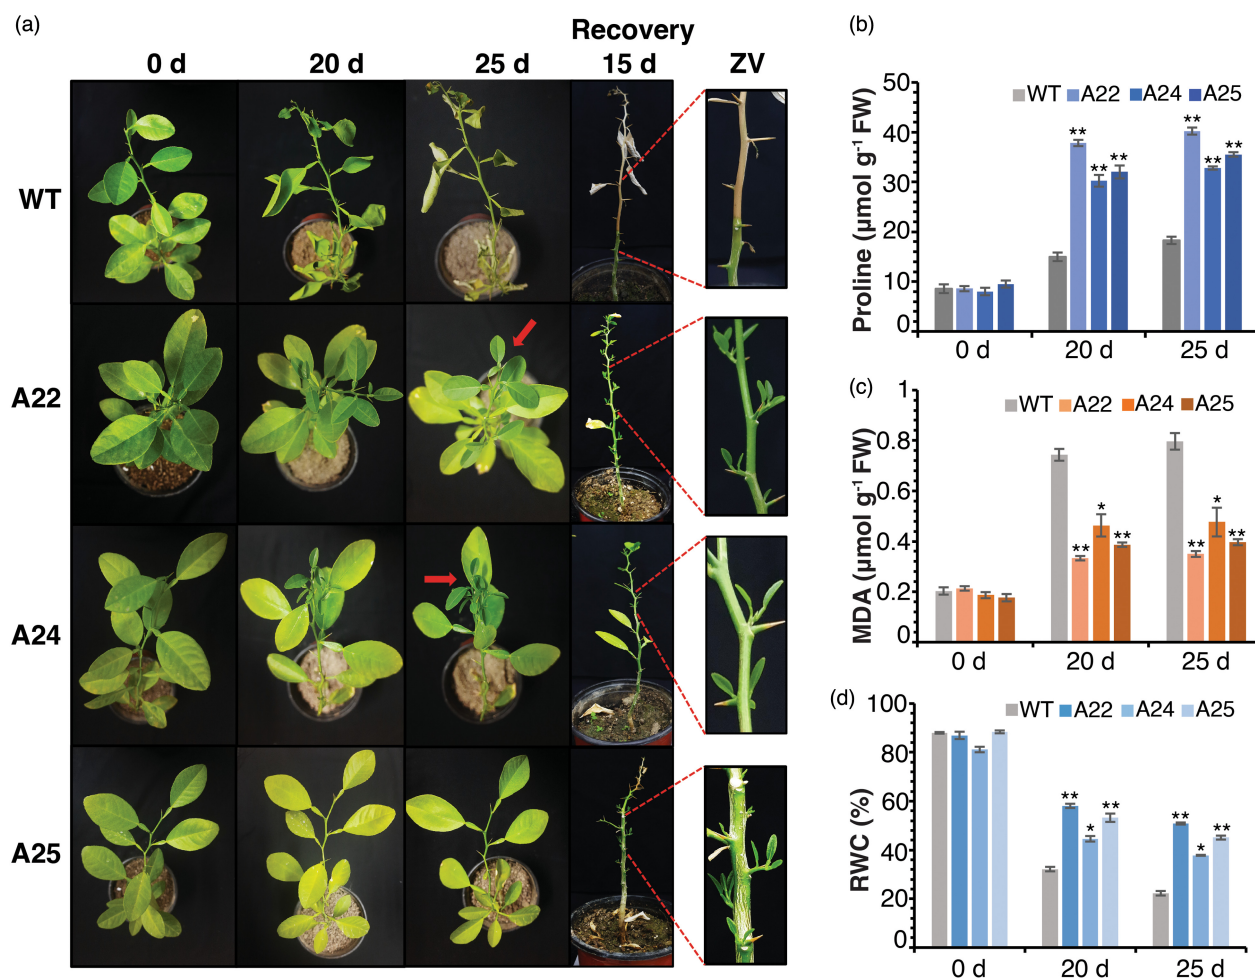 (a)
Recovery
0 d 20 d 25 d 15 d ZV
WT
A22
A24
A25
(b)
Proline (µmol g⁻¹ FW)
50
40
30
20
10
0
WT A22 A24 A25
** ** ** ** ** **
0 d 20 d 25 d
(c)
MDA (µmol g⁻¹ FW)
1
0.8
0.6
0.4
0.2
0
WT A22 A24 A25
** * ** ** * **
0 d 20 d 25 d
(d)
RWC (%)
100
80
60
40
20
0
WT A22 A24 A25
** * ** ** * **
0 d 20 d 25 d